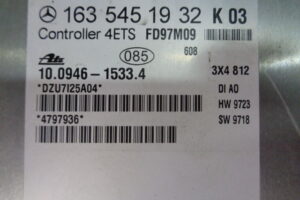 163 545 19 32 K 03
Controller 4ETS FD97M09
Ate 085 608
10.0946-1533.4 3X4 812
*DZU7I25A04* DI A0
HW 9723
*4797936* SW 9718